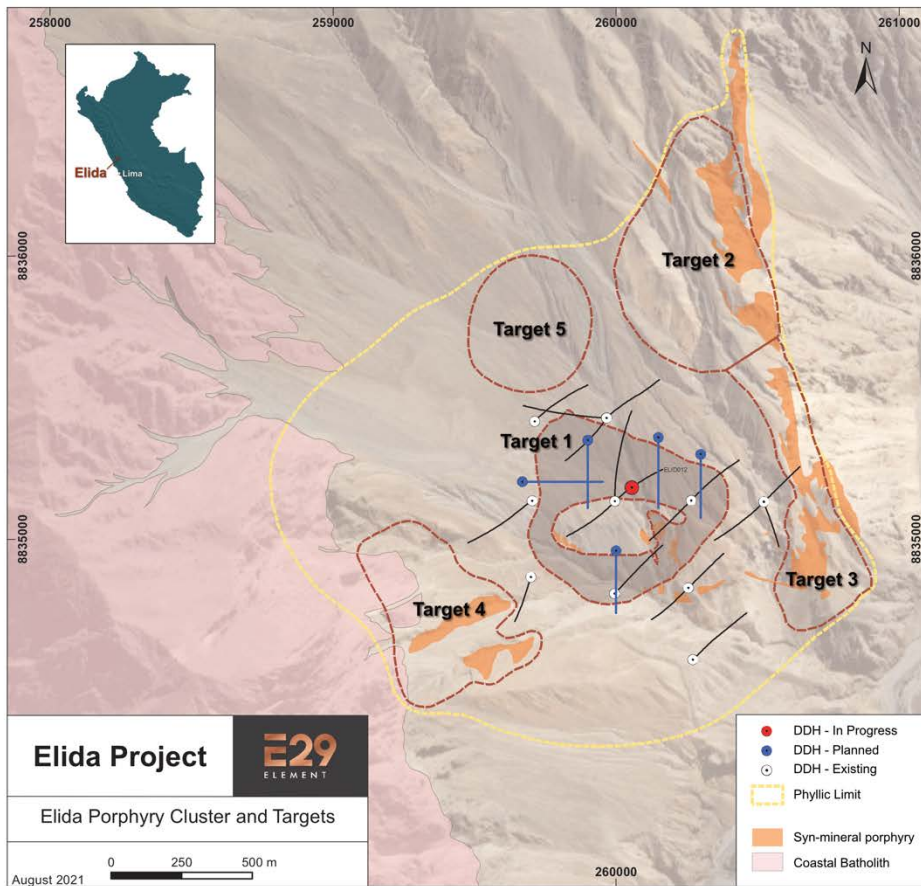 258000
259000
260000
261000
N
Elida
Lima
8836000
8836000
Target 2
Target 5
Target 1
ELID012
8835000
8835000
Target 3
Target 4
Elida Project
E29
ELEMENT
Elida Porphyry Cluster and Targets
0 250 500 m
August 2021
DDH - In Progress
DDH - Planned
DDH - Existing
Phyllic Limit
Syn-mineral porphyry
Coastal Batholith
260000